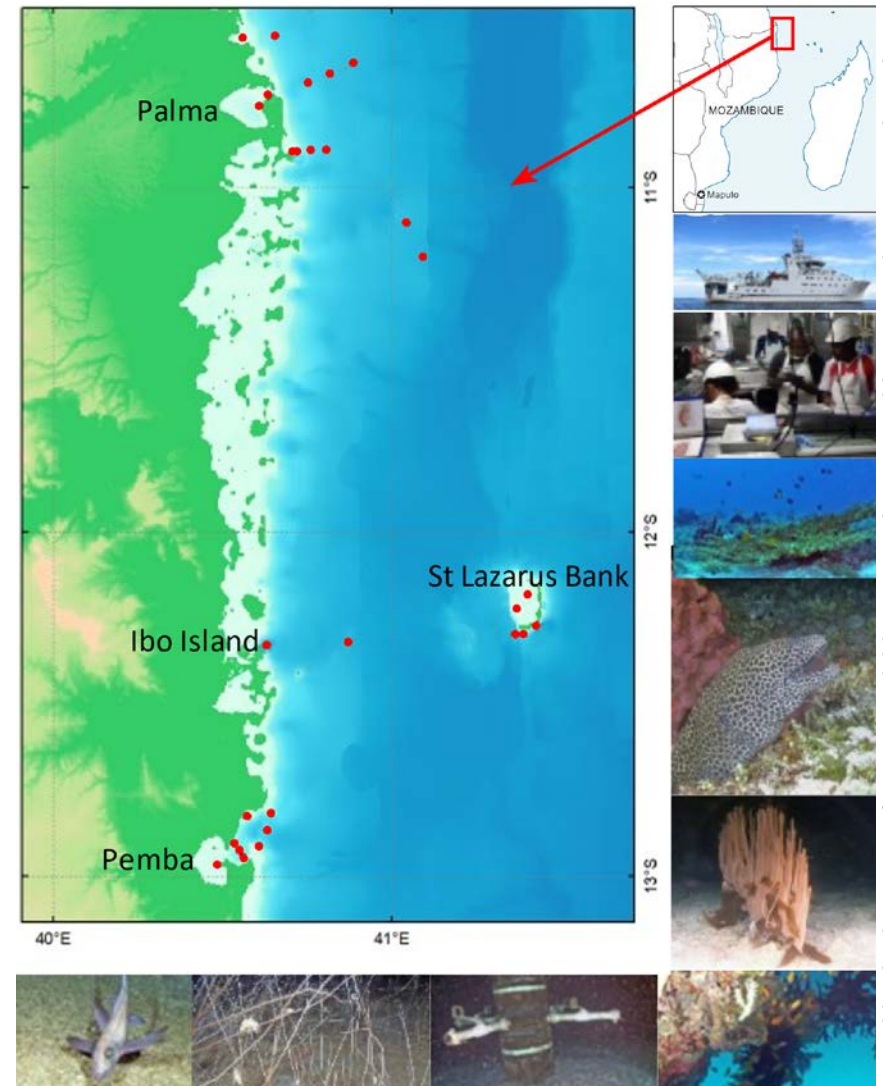 Palma
MOZAMBIQUE
Maputo
11°S
12°S
St Lazarus Bank
Ibo Island
Pemba
13°S
40°E
41°E